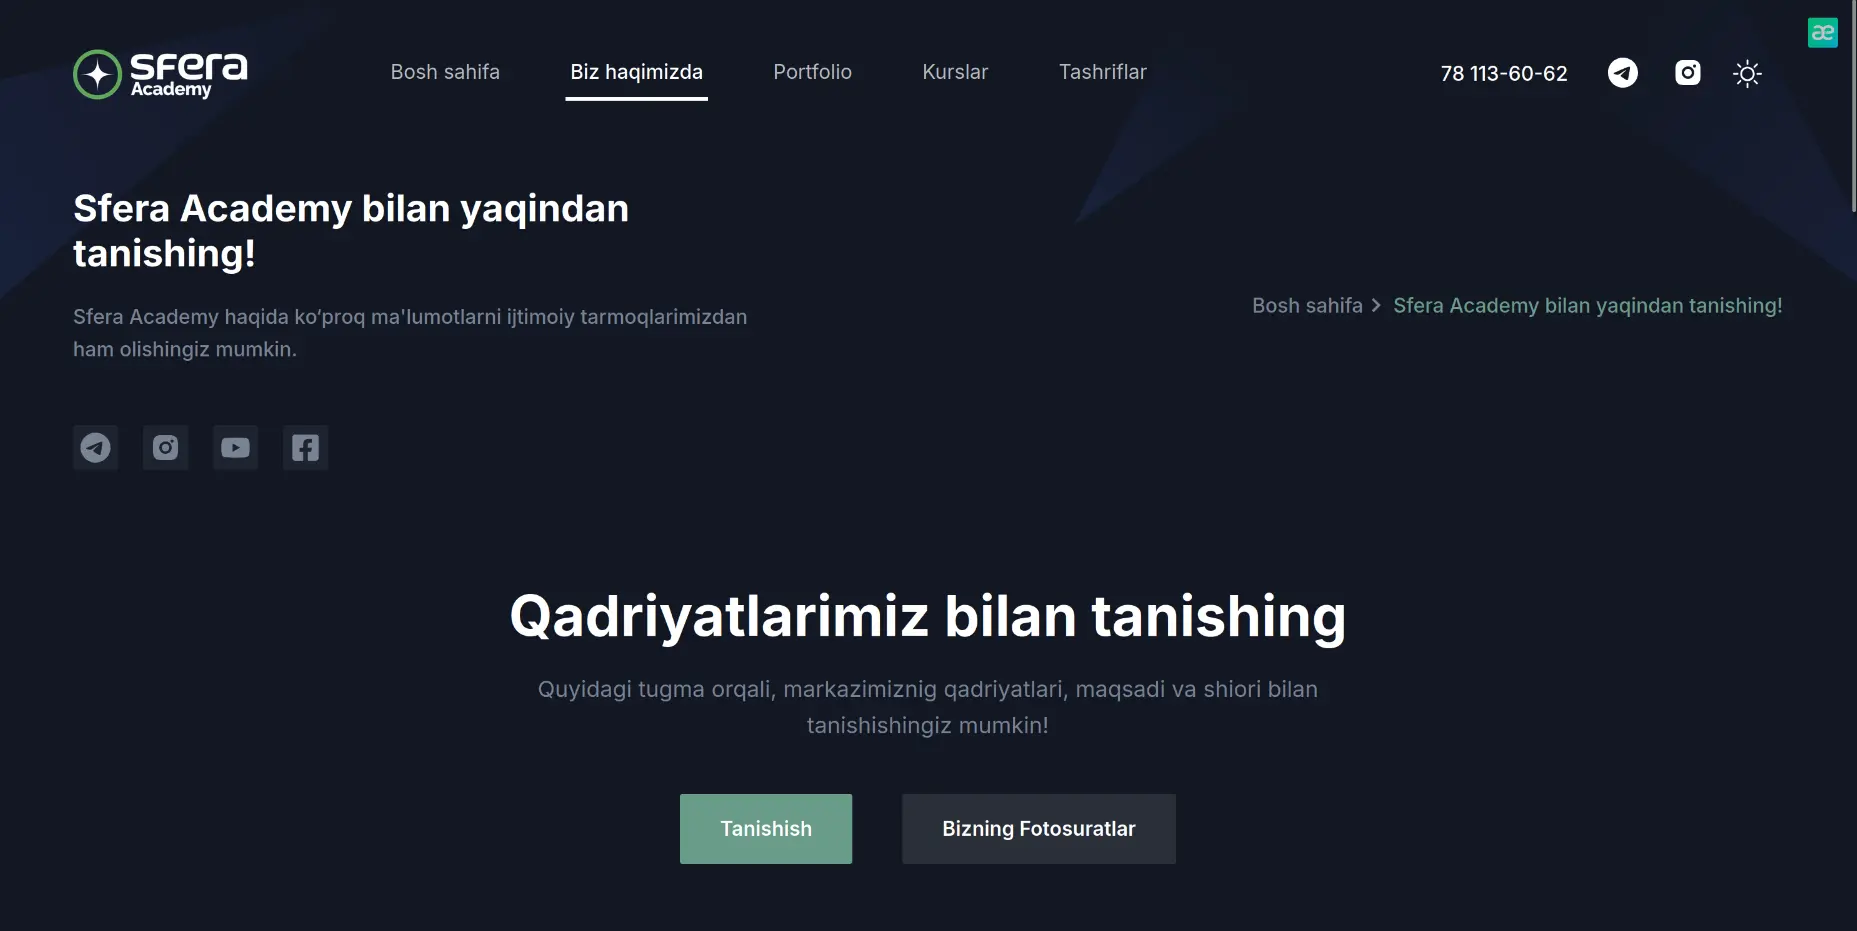 sfera
Academy
Bosh sahifa
Biz haqimizda
Portfolio
Kurslar
Tashriflar
78 113-60-62
æ
Sfera Academy bilan yaqindan
tanishing!
Sfera Academy haqida ko‘proq ma'lumotlarni ijtimoiy tarmoqlarimizdan
ham olishingiz mumkin.
Bosh sahifa > Sfera Academy bilan yaqindan tanishing!
Qadriyatlarimiz bilan tanishing
Quyidagi tugma orqali, markazimiznig qadriyatlari, maqsadi va shiori bilan
tanishishingiz mumkin!
Tanishish
Bizning Fotosuratlar